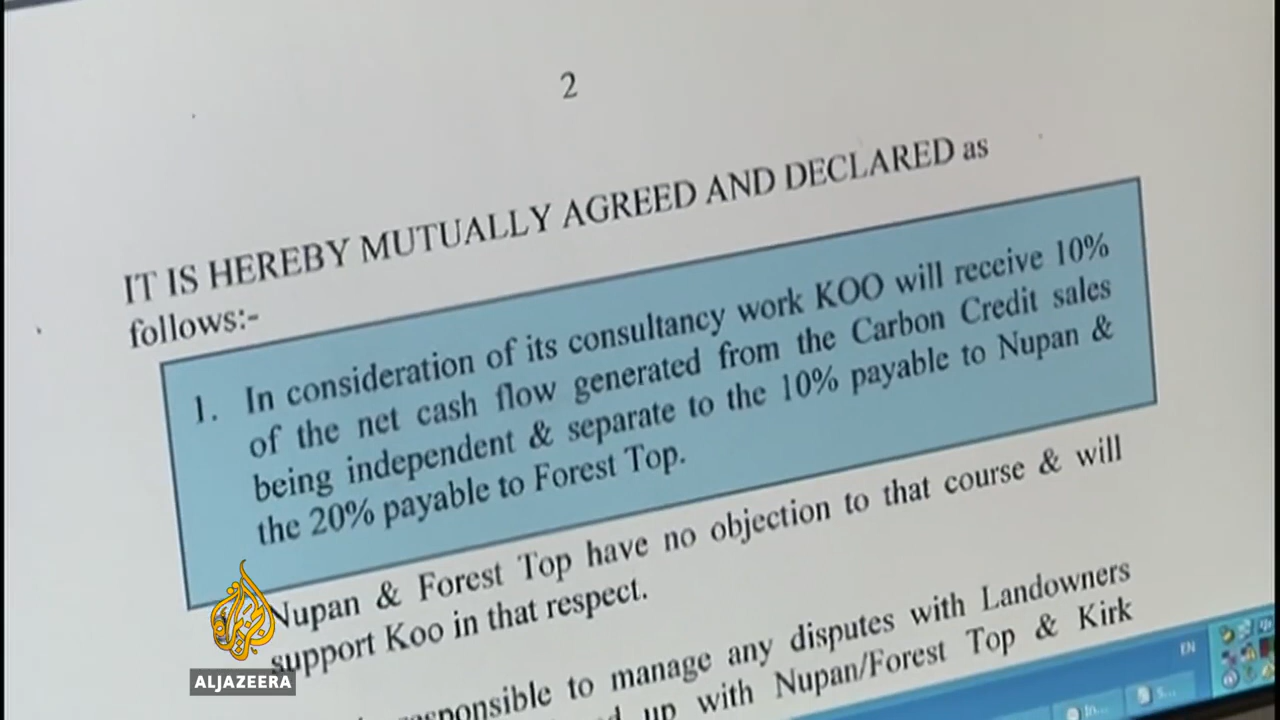 2
IT IS HEREBY MUTUALLY AGREED AND DECLARED as
follows:-
1. In consideration of its consultancy work KOO will receive 10%
of the net cash flow generated from the Carbon Credit sales
being independent & separate to the 10% payable to Nupan &
the 20% payable to Forest Top.
Nupan & Forest Top have no objection to that course & will
support Koo in that respect.
to manage any disputes with Landowners
up with Nupan/Forest Top & Kirk
EN
الجزيرة
ALJAZEERA